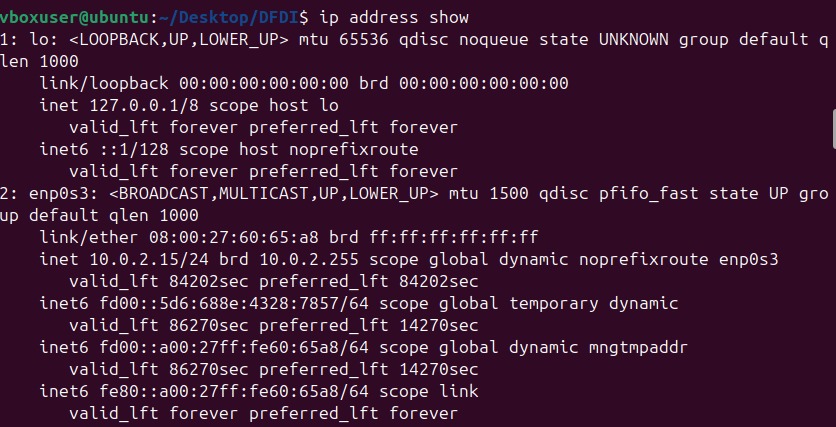 vboxuser@ubuntu:~/Desktop/DFDI$ ip address show
1: lo: <LOOPBACK,UP,LOWER_UP> mtu 65536 qdisc noqueue state UNKNOWN group default q
len 1000
    link/loopback 00:00:00:00:00:00 brd 00:00:00:00:00:00
    inet 127.0.0.1/8 scope host lo
       valid_lft forever preferred_lft forever
    inet6 ::1/128 scope host noprefixroute
       valid_lft forever preferred_lft forever
2: enp0s3: <BROADCAST,MULTICAST,UP,LOWER_UP> mtu 1500 qdisc pfifo_fast state UP gro
up default qlen 1000
    link/ether 08:00:27:60:65:a8 brd ff:ff:ff:ff:ff:ff
    inet 10.0.2.15/24 brd 10.0.2.255 scope global dynamic noprefixroute enp0s3
       valid_lft 84202sec preferred_lft 84202sec
    inet6 fd00::5d6:688e:4328:7857/64 scope global temporary dynamic
       valid_lft 86270sec preferred_lft 14270sec
    inet6 fd00::a00:27ff:fe60:65a8/64 scope global dynamic mngtmpaddr
       valid_lft 86270sec preferred_lft 14270sec
    inet6 fe80::a00:27ff:fe60:65a8/64 scope link
       valid_lft forever preferred_lft forever